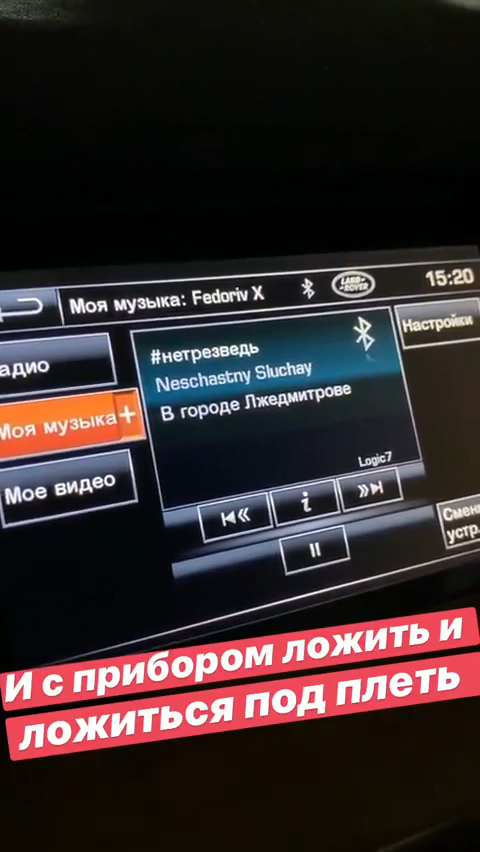 Моя музыка: Fedoriv X
LAND-
-ROVER
15:20
адио
#нетрезведь
Настройки
Neschastny Sluchay
Моя музыка+
В городе Лжедмитрове
Мое видео
Logic7
i
Смени
устр.
И с прибором ложить и
ложиться под плеть